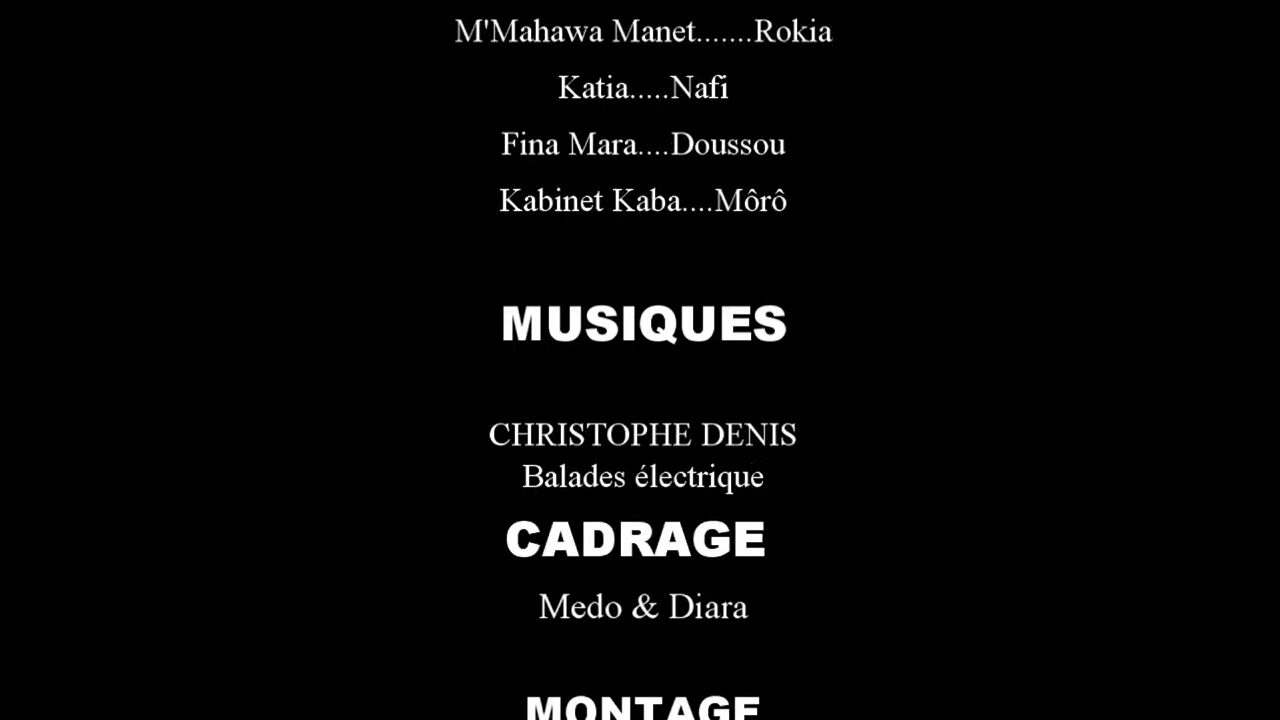 M'Mahawa Manet.......Rokia
Katia.....Nafi
Fina Mara....Doussou
Kabinet Kaba....Môrô
MUSIQUES
CHRISTOPHE DENIS
Balades électrique
CADRAGE
Medo & Diara
MONTAGE